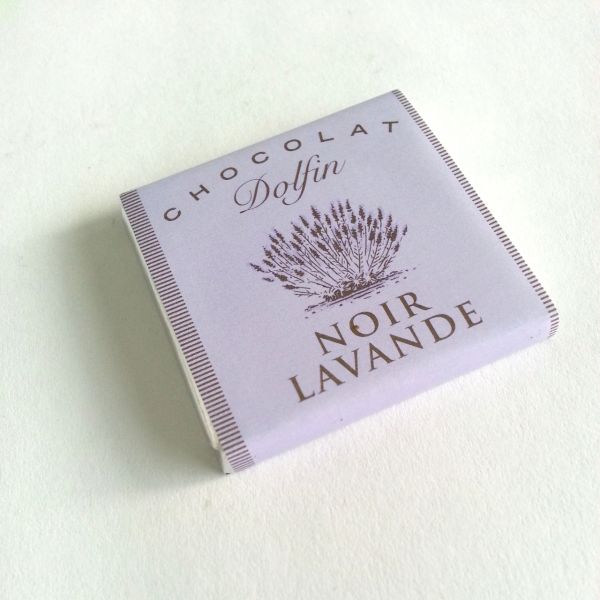 CHOCOLAT
Dolfin
NOIR
LAVANDE